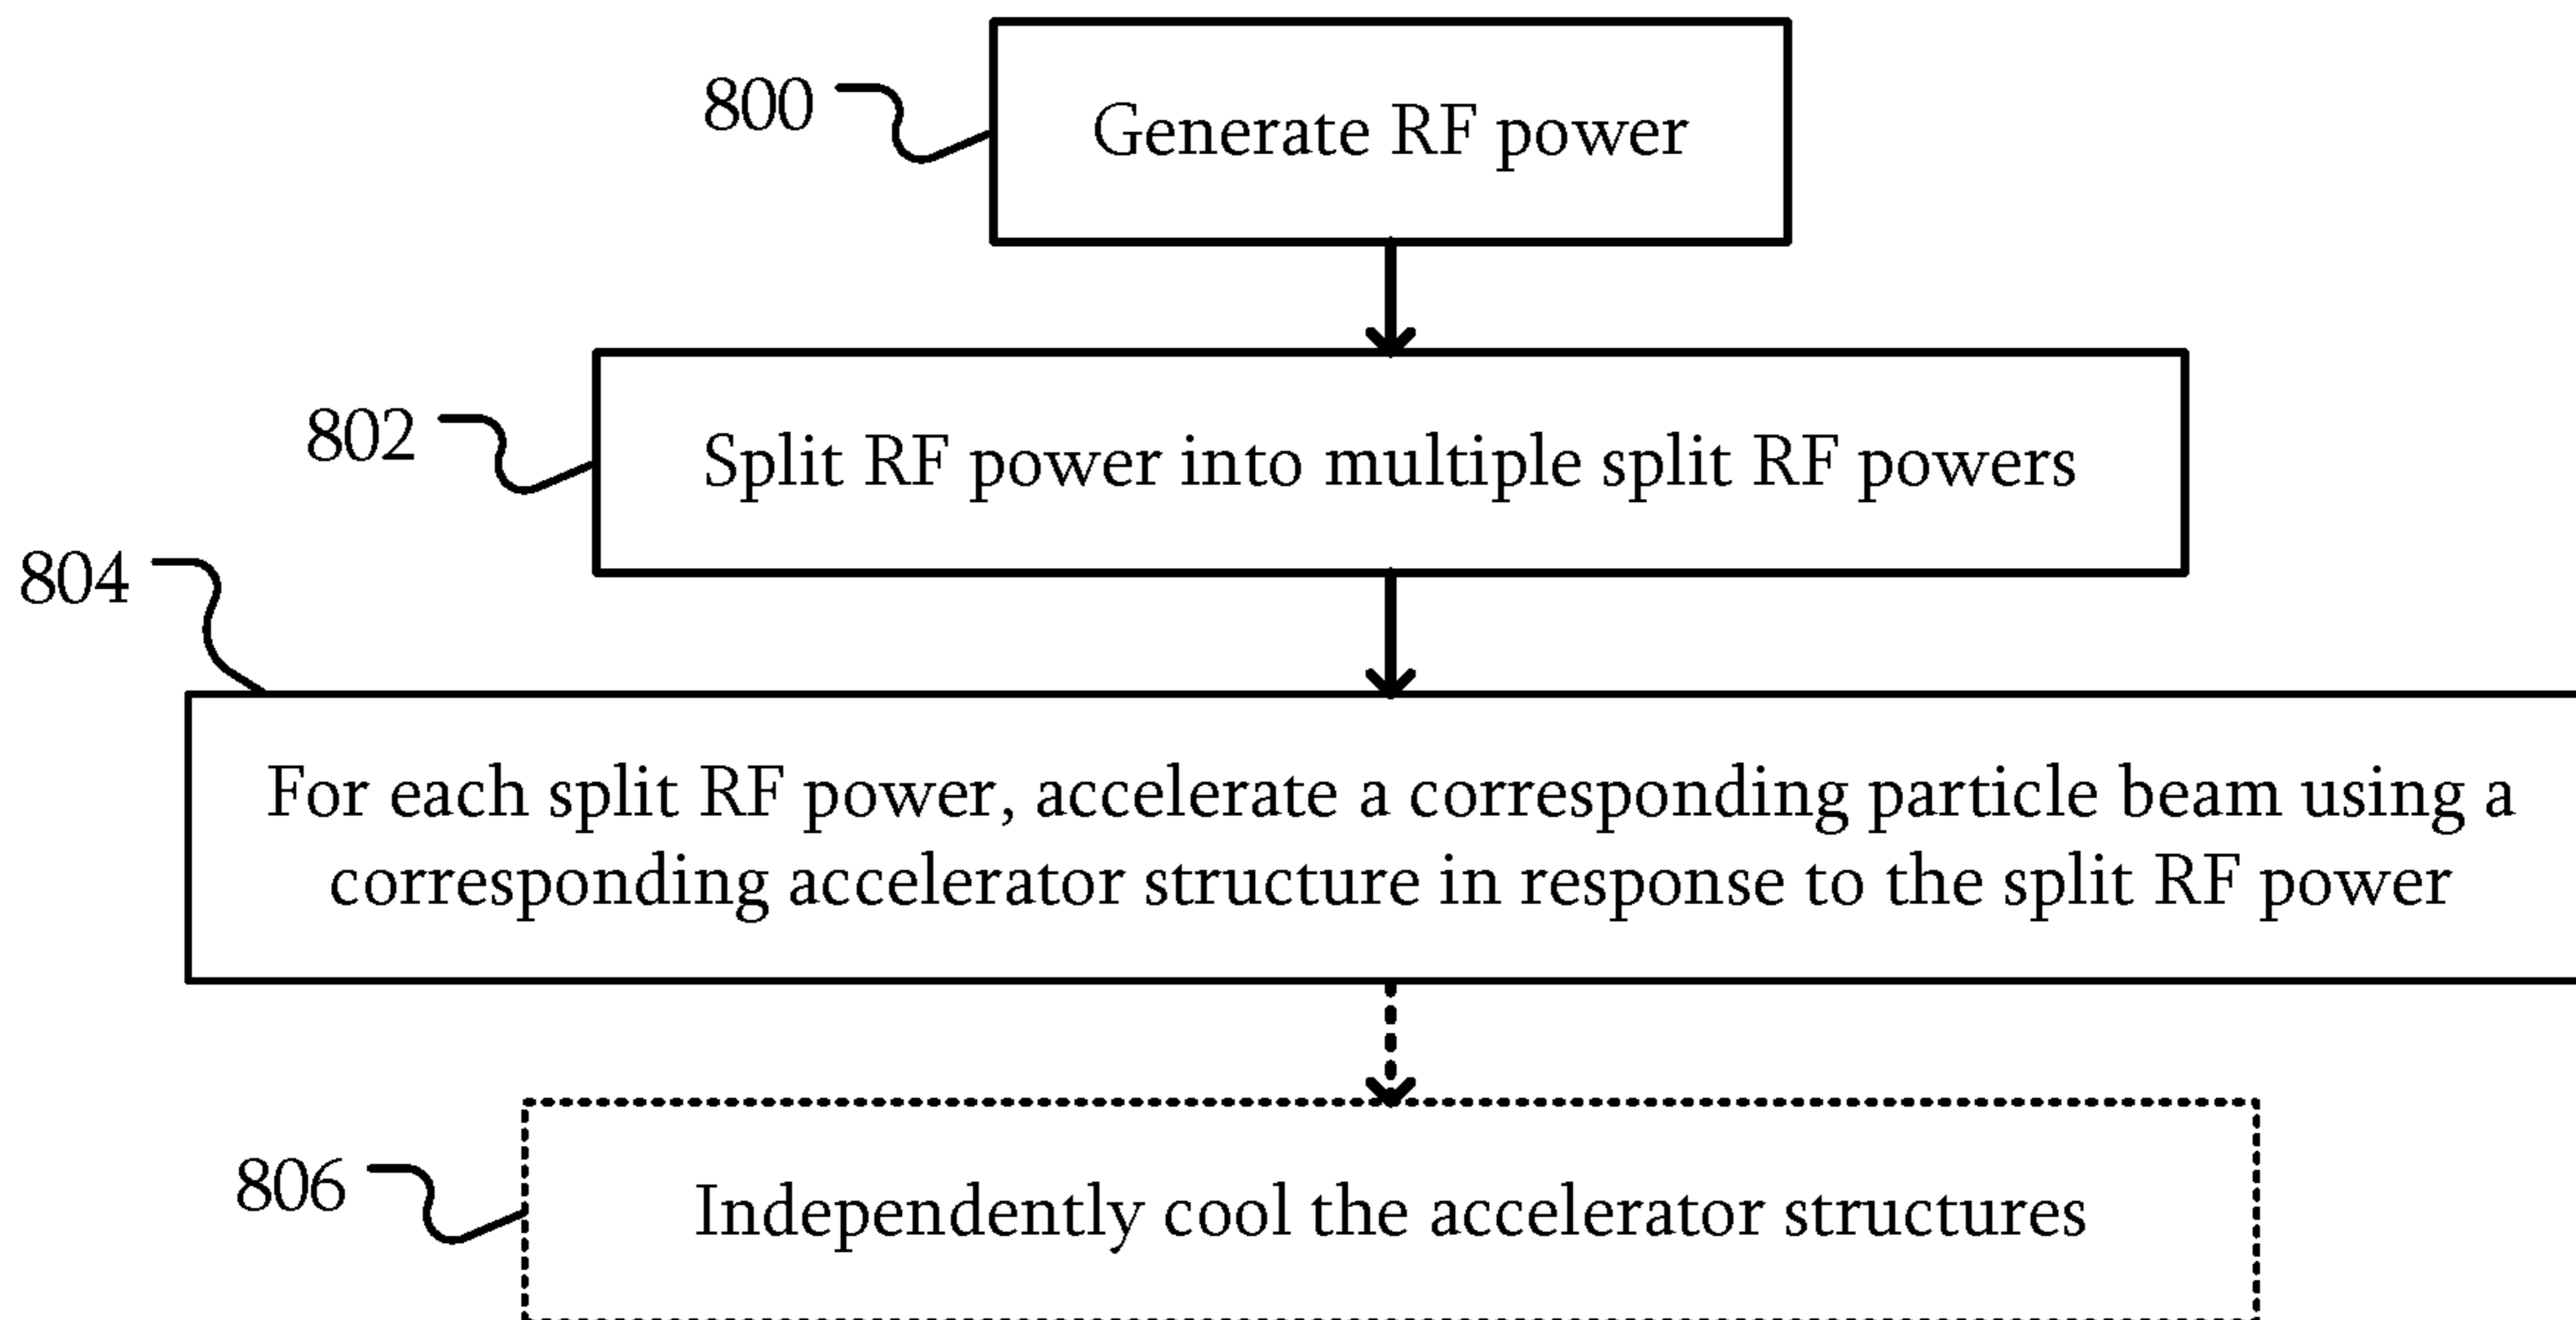 800
Generate RF power
802
Split RF power into multiple split RF powers
804
For each split RF power, accelerate a corresponding particle beam using a
corresponding accelerator structure in response to the split RF power
806
Independently cool the accelerator structures